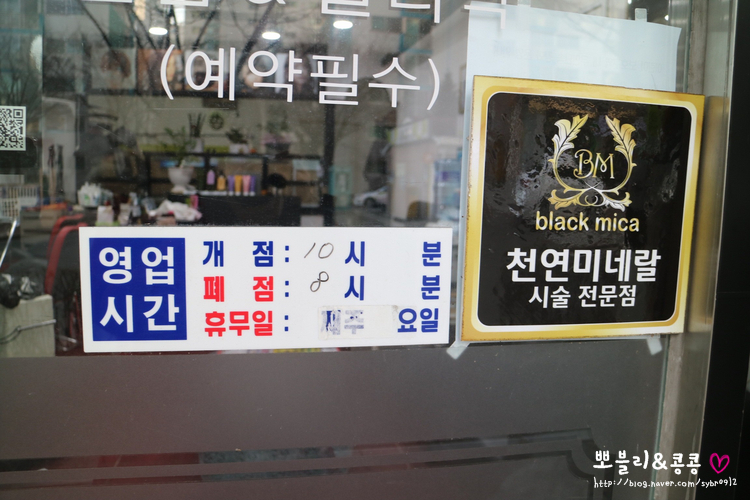 (예약필수)
영업
시간
개 점 : 10 시 분
폐 점 : 8 시 분
휴무일 : 요일
BM
black mica
천연미네랄
시술 전문점
뽀블리&콩콩
http://blog.naver.com/sybr0912